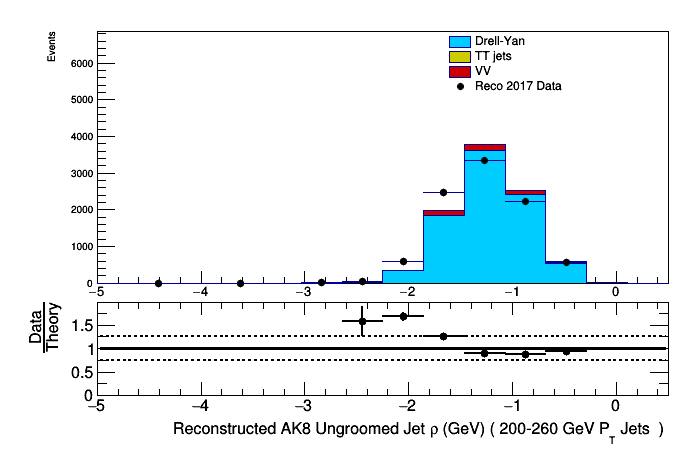 Events
6000
5000
4000
3000
2000
1000
0
Drell-Yan
TT jets
VV
Reco 2017 Data
−5 −4 −3 −2 −1 0
Data
Theory
1.5
1
0.5
0
−5 −4 −3 −2 −1 0
Reconstructed AK8 Ungroomed Jet ρ (GeV) ( 200-260 GeV P_T Jets )